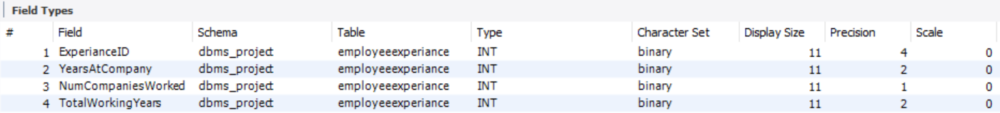 Field Types
# Field Schema Table Type Character Set Display Size Precision Scale
1 ExperianceID dbms_project employeeexperiance INT binary 11 4 0
2 YearsAtCompany dbms_project employeeexperiance INT binary 11 2 0
3 NumCompaniesWorked dbms_project employeeexperiance INT binary 11 1 0
4 TotalWorkingYears dbms_project employeeexperiance INT binary 11 2 0